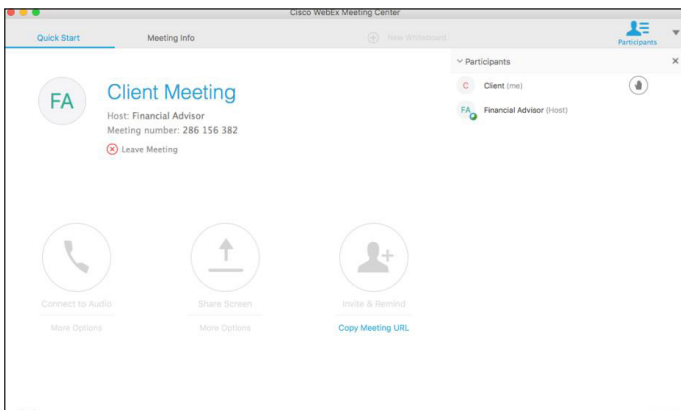 Cisco WebEx Meeting Center
Quick Start
Meeting Info
New Whiteboard
Participants
Participants
FA
Client Meeting
Host: Financial Advisor
Meeting number: 286 156 382
Leave Meeting
C Client (me)
FA Financial Advisor (Host)
Connect to Audio
More Options
Share Screen
More Options
Invite & Remind
Copy Meeting URL